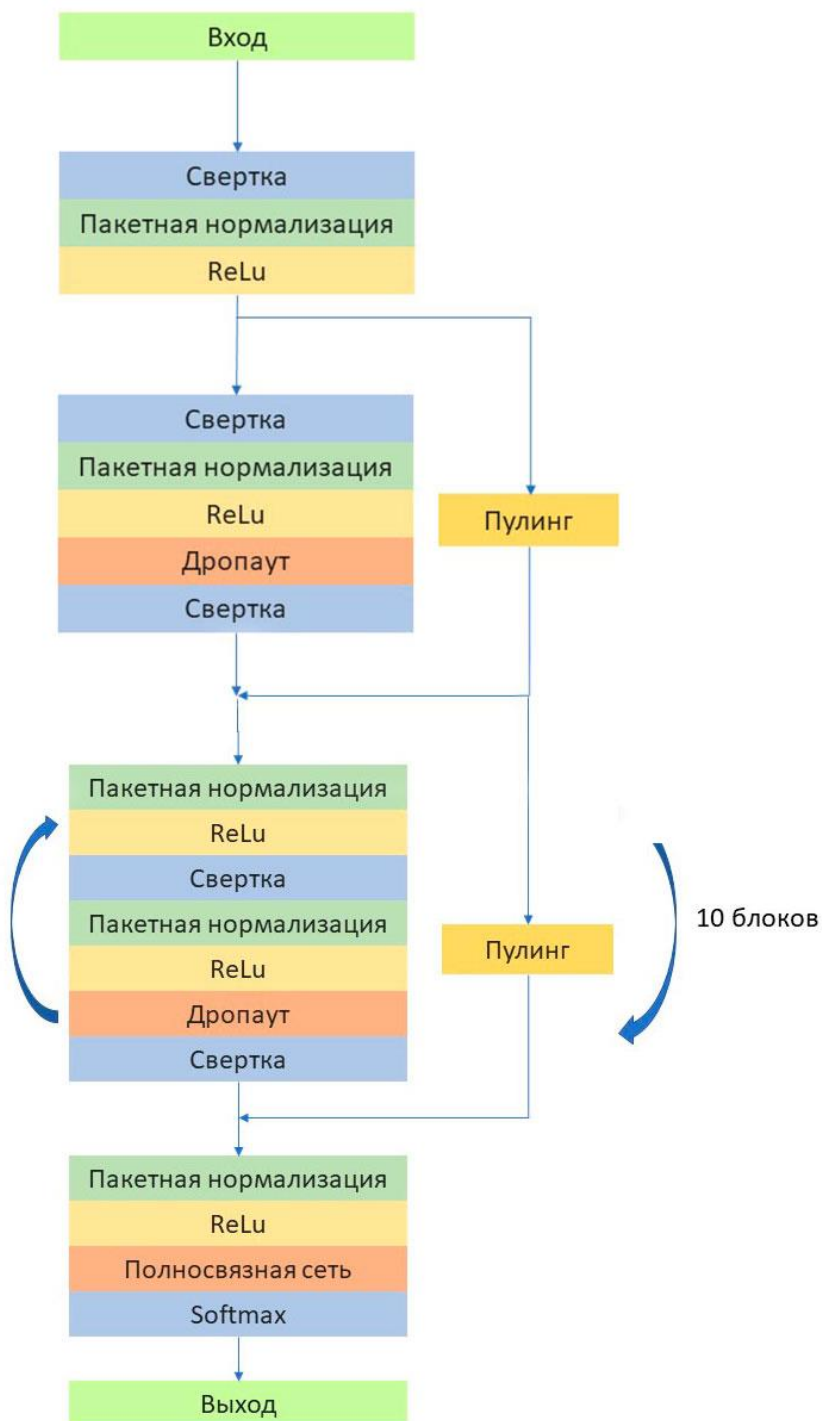 Вход
Свертка
Пакетная нормализация
ReLu
Свертка
Пакетная нормализация
ReLu
Дропаут
Свертка
Пулинг
Пакетная нормализация
ReLu
Свертка
Пакетная нормализация
ReLu
Дропаут
Свертка
Пулинг
10 блоков
Пакетная нормализация
ReLu
Полносвязная сеть
Softmax
Выход